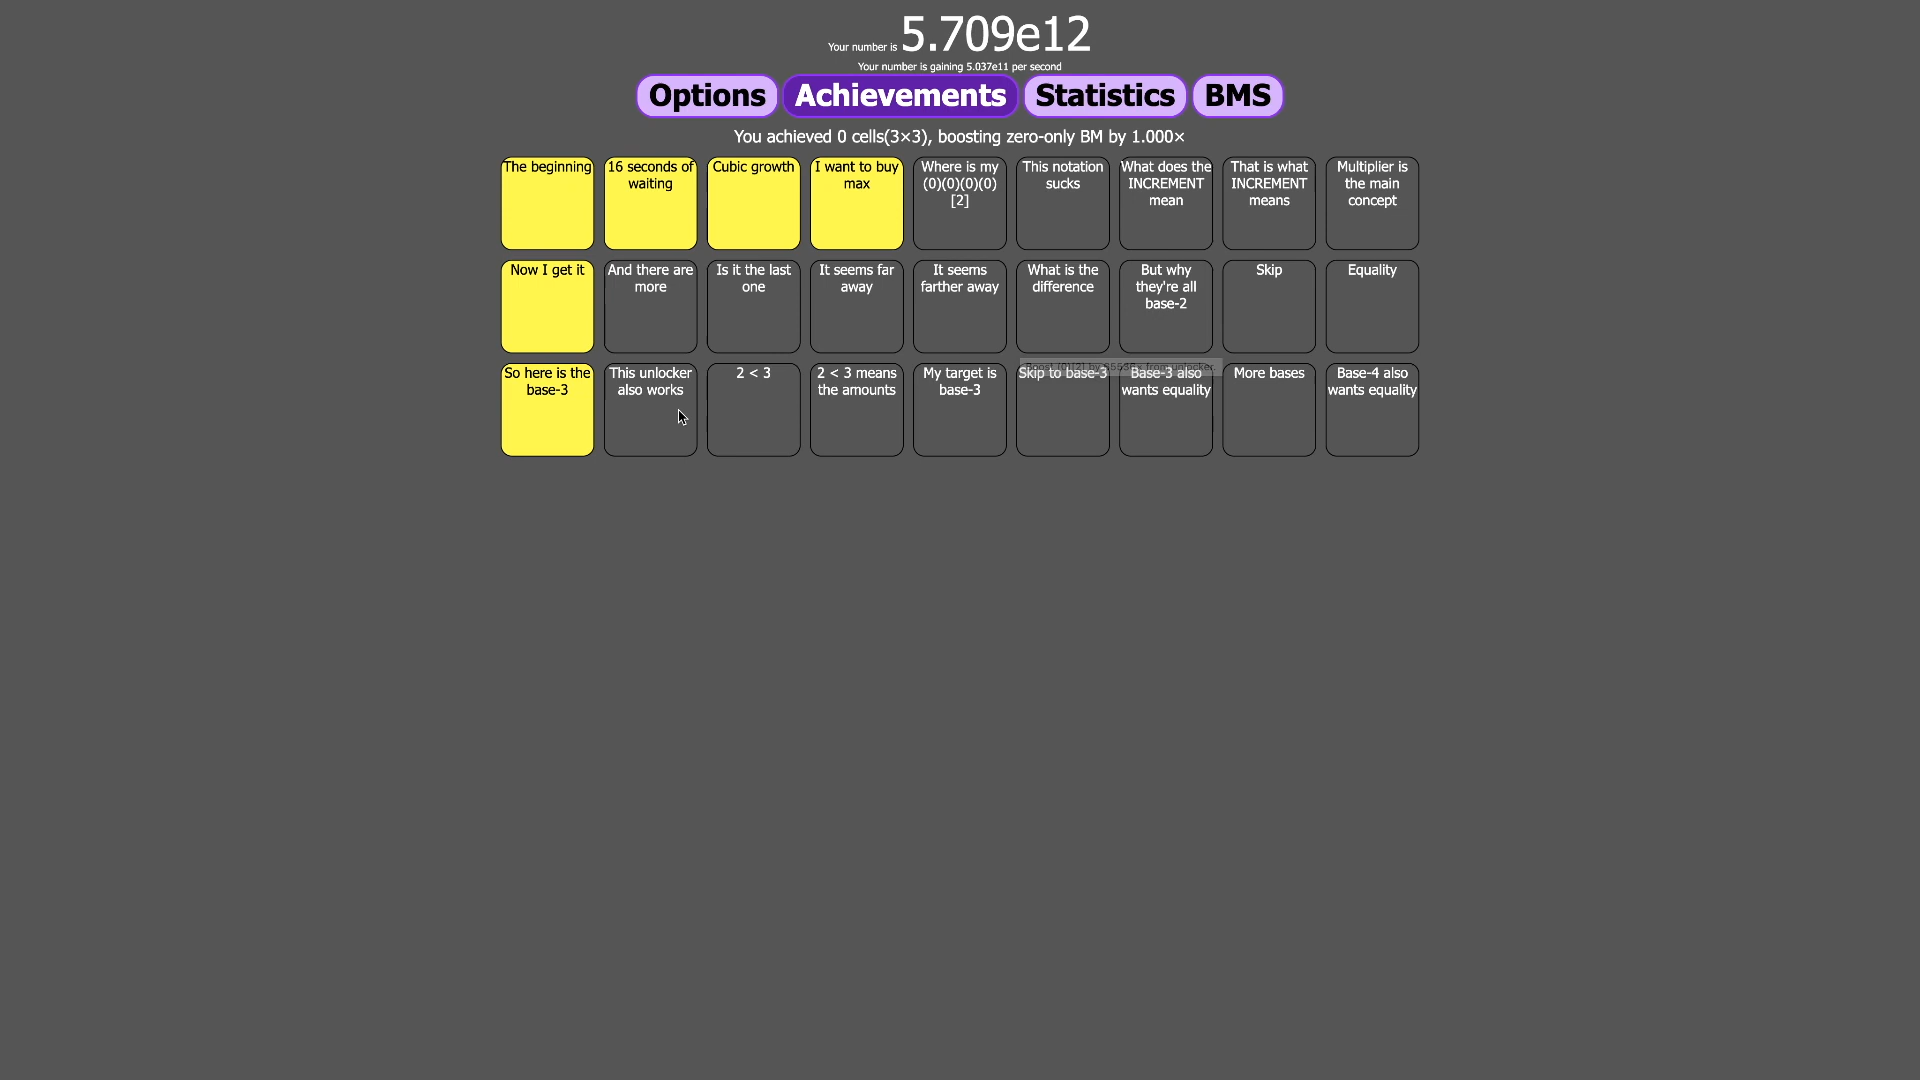 Your number is 5.709e12
Your number is gaining 5.037e11 per second
Options Achievements Statistics BMS
You achieved 0 cells(3×3), boosting zero-only BM by 1.000×
The beginning
16 seconds of
waiting
Cubic growth
I want to buy
max
Where is my
(0)(0)(0)(0)
[2]
This notation
sucks
What does the
INCREMENT
mean
That is what
INCREMENT
means
Multiplier is
the main
concept
Now I get it
And there are
more
Is it the last
one
It seems far
away
It seems
farther away
What is the
difference
But why
they're all
base-2
Skip
Equality
So here is the
base-3
This unlocker
also works
2 < 3
2 < 3 means
the amounts
My target is
base-3
Skip to base-3
Base-3 also
wants equality
More bases
Base-4 also
wants equality